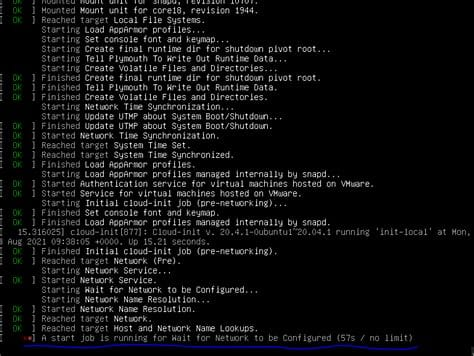 [ OK ] Mounted Mount unit for snapd, revision 10707.
[ OK ] Mounted Mount unit for core18, revision 1944.
[ OK ] Reached target Local File Systems.
Starting Load AppArmor profiles...
Starting Set console font and keymap...
Starting Create final runtime dir for shutdown pivot root...
Starting Tell Plymouth To Write Out Runtime Data...
Starting Create Volatile Files and Directories...
[ OK ] Finished Create final runtime dir for shutdown pivot root.
[ OK ] Finished Tell Plymouth To Write Out Runtime Data.
[ OK ] Finished Create Volatile Files and Directories.
Starting Network Time Synchronization...
Starting Update UTMP about System Boot/Shutdown...
[ OK ] Finished Update UTMP about System Boot/Shutdown.
[ OK ] Started Network Time Synchronization.
[ OK ] Reached target System Time Set.
[ OK ] Reached target System Time Synchronized.
[ OK ] Finished Load AppArmor profiles.
Starting Load AppArmor profiles managed internally by snapd...
[ OK ] Started Authentication service for virtual machines hosted on VMware.
[ OK ] Started Service for virtual machines hosted on VMware.
Starting Initial cloud-init job (pre-networking)...
[ OK ] Finished Set console font and keymap.
[ OK ] Finished Load AppArmor profiles managed internally by snapd.
15.316025] cloud-init[877]: Cloud-init v. 20.4.1-0ubuntu1~20.04.1 running 'init-local' at Mon,
Aug 2021 09:38:05 +0000. Up 15.21 seconds.
[ OK ] Finished Initial cloud-init job (pre-networking).
[ OK ] Reached target Network (Pre).
Starting Network Service...
[ OK ] Started Network Service.
Starting Wait for Network to be Configured...
Starting Network Name Resolution...
[ OK ] Started Network Name Resolution.
[ OK ] Reached target Network.
[ OK ] Reached target Host and Network Name Lookups.
*] A start job is running for Wait for Network to be Configured (57s / no limit)